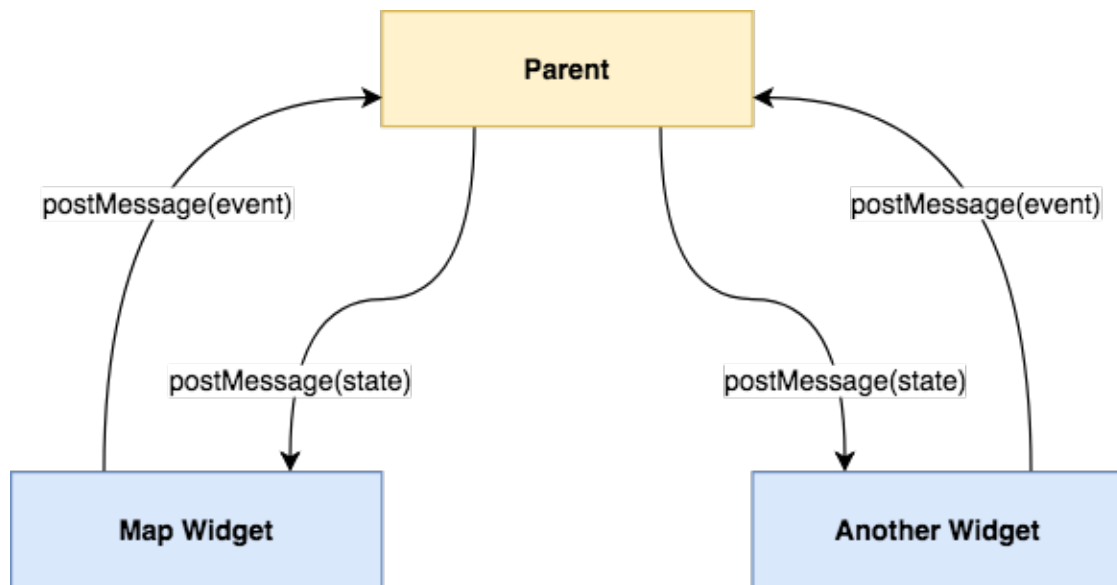 Parent
postMessage(event)
postMessage(event)
postMessage(state)
postMessage(state)
Map Widget
Another Widget